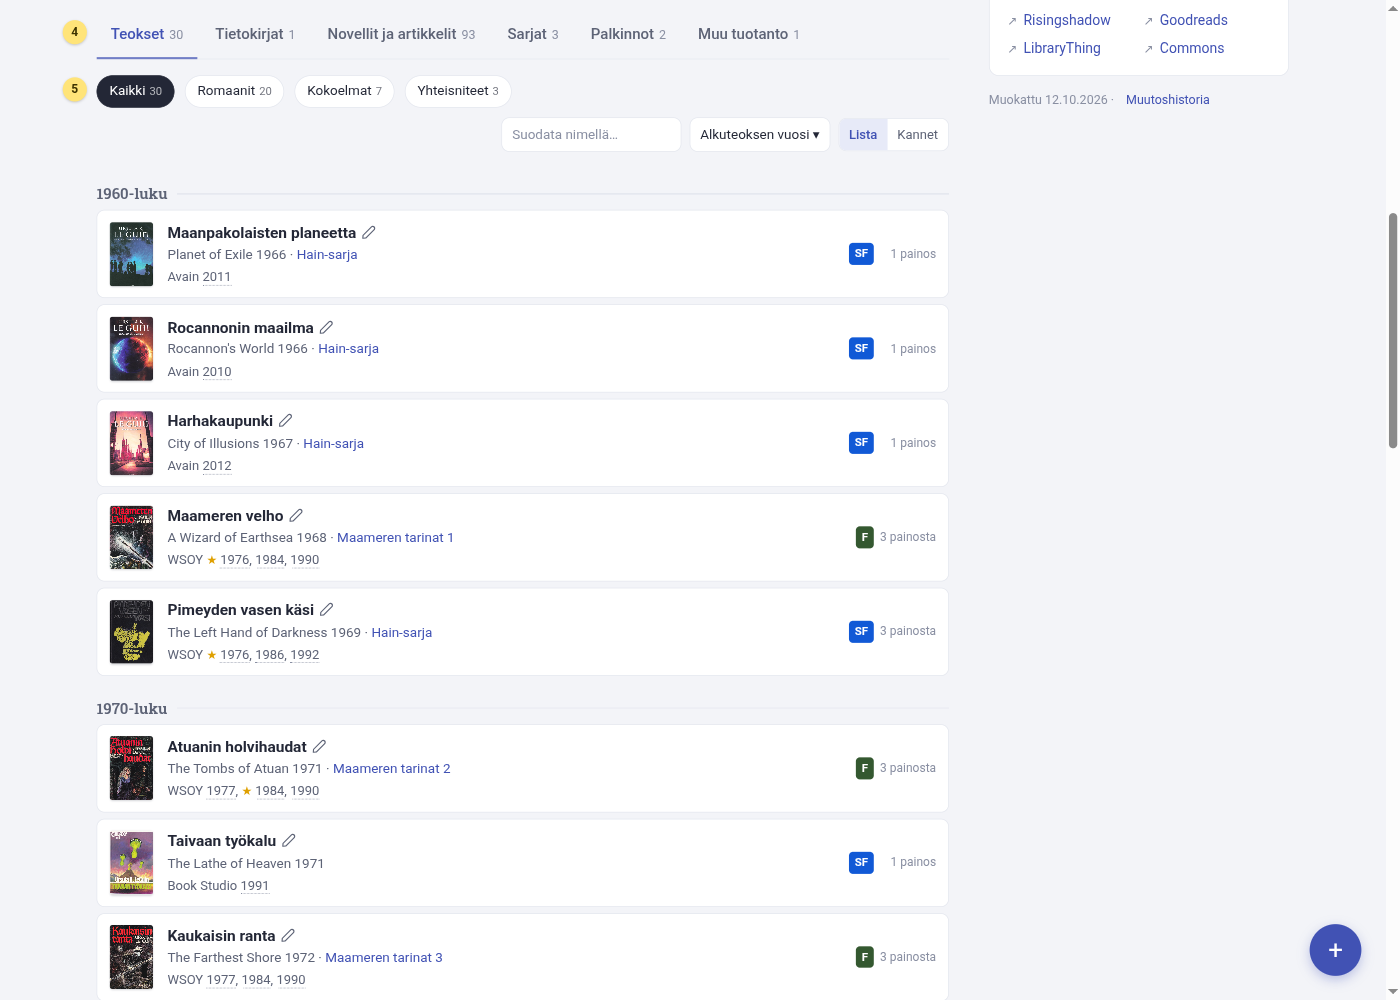 4 Teokset 30 Tietokirjat 1 Novellit ja artikkelit 93 Sarjat 3 Palkinnot 2 Muu tuotanto 1
↗ Risingshadow ↗ Goodreads
↗ LibraryThing ↗ Commons
Muokattu 12.10.2026 · Muutoshistoria
5 Kaikki 30 Romaanit 20 Kokoelmat 7 Yhteisniteet 3
Suodata nimellä... Alkuteoksen vuosi ▾ Lista Kannet
1960-luku
LE GUIN
Maanpakolaisten planeetta
Planet of Exile 1966 · Hain-sarja
Avain 2011
SF 1 painos
LE GUIN
Rocannonin maailma
Rocannon's World 1966 · Hain-sarja
Avain 2010
SF 1 painos
Harhakaupunki
City of Illusions 1967 · Hain-sarja
Avain 2012
SF 1 painos
Maameren velho
A Wizard of Earthsea 1968 · Maameren tarinat 1
WSOY ★ 1976, 1984, 1990
F 3 painosta
Pimeyden vasen käsi
The Left Hand of Darkness 1969 · Hain-sarja
WSOY ★ 1976, 1986, 1992
SF 3 painosta
1970-luku
Atuanin holvihaudat
The Tombs of Atuan 1971 · Maameren tarinat 2
WSOY 1977, ★ 1984, 1990
F 3 painosta
Taivaan työkalu
The Lathe of Heaven 1971
Book Studio 1991
SF 1 painos
Kaukaisin ranta
The Farthest Shore 1972 · Maameren tarinat 3
WSOY 1977, 1984, 1990
F 3 painosta
+